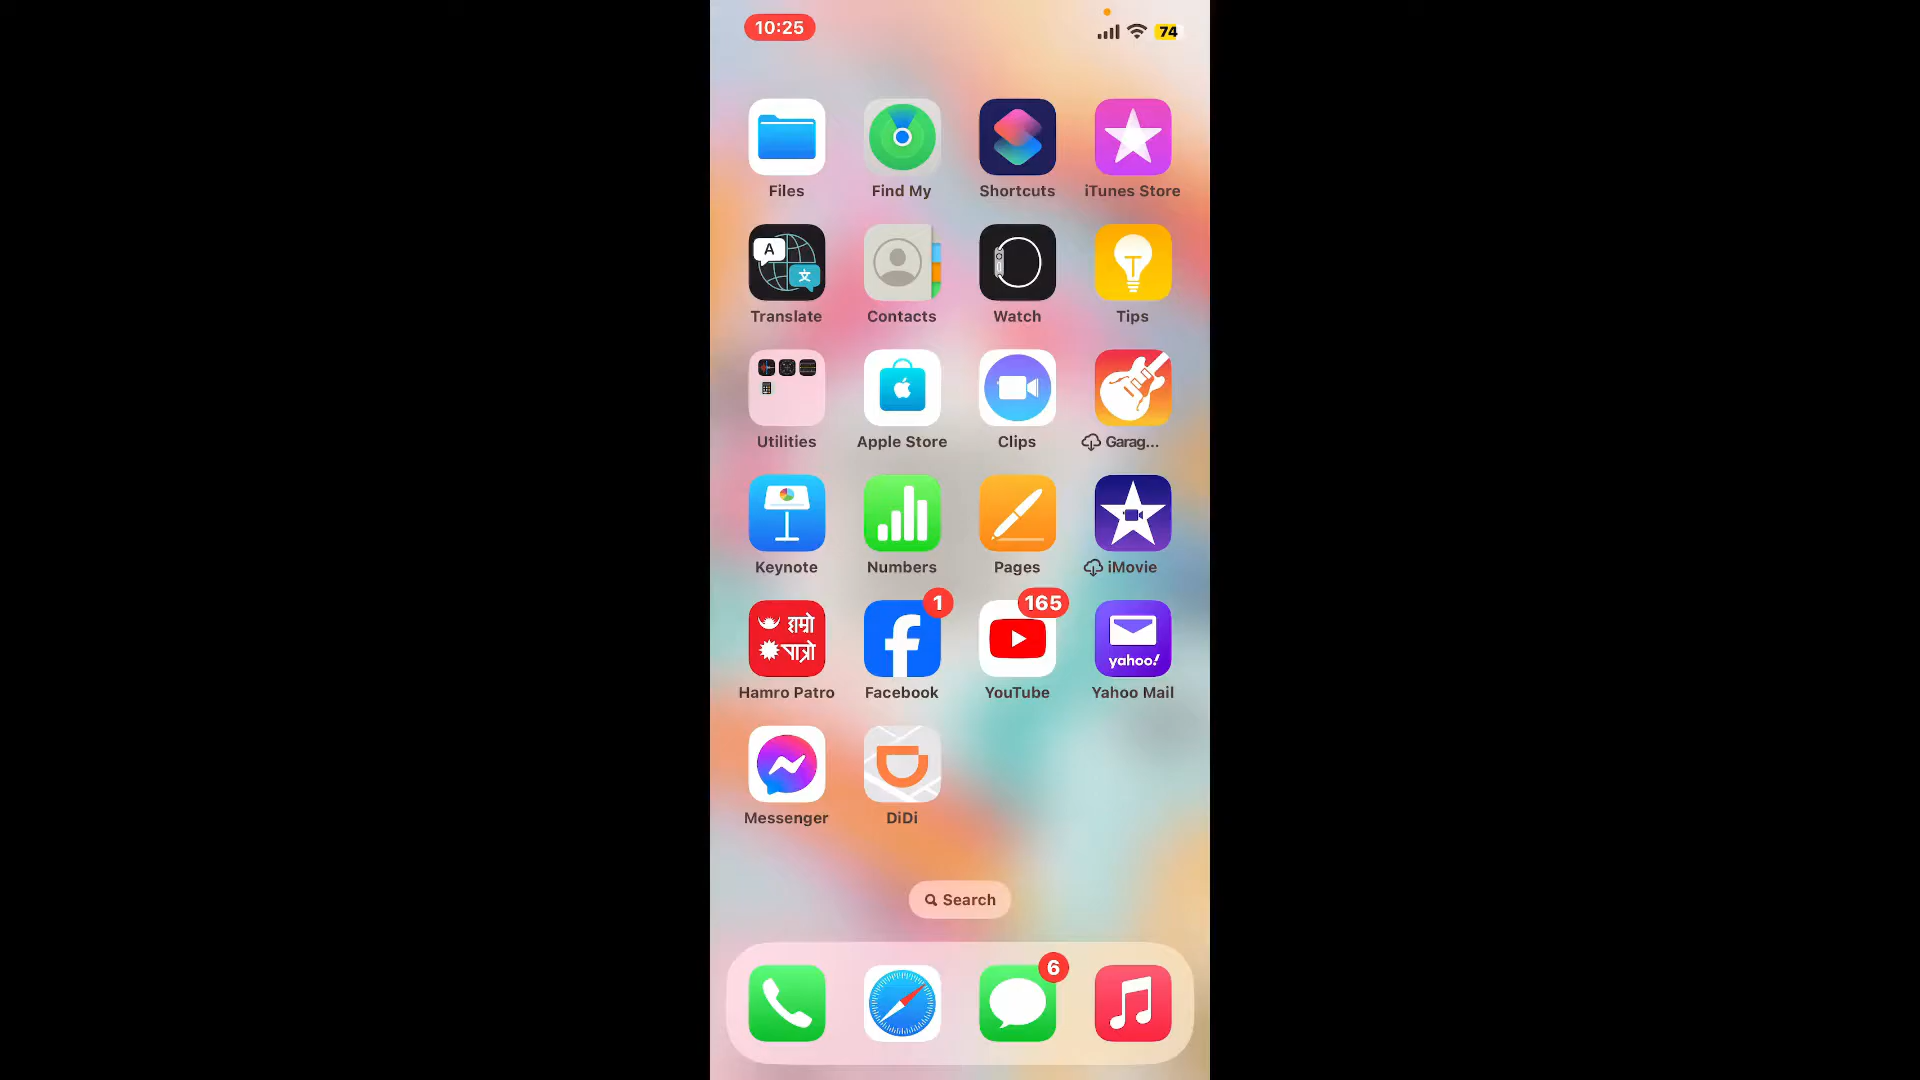 10:25
74
Files
Find My
Shortcuts
iTunes Store
A
文
Translate
Contacts
Watch
Tips
Utilities
Apple Store
Clips
Garag...
Keynote
Numbers
Pages
iMovie
हाम्रो
पात्रो
1
165
yahoo!
Hamro Patro
Facebook
YouTube
Yahoo Mail
Messenger
DiDi
Search
6